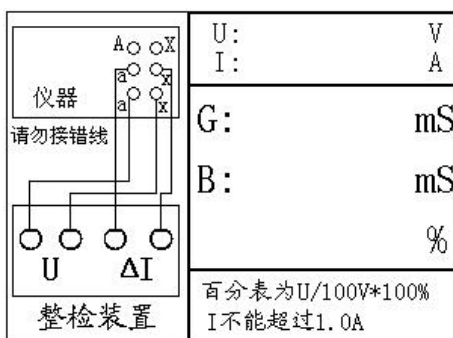 A X
a x
仪器 a x
请勿接错线
U ΔI
整检装置
U: V
I: A
G: mS
B: mS
%
百分表为U/100V*100%
I不能超过1.0A